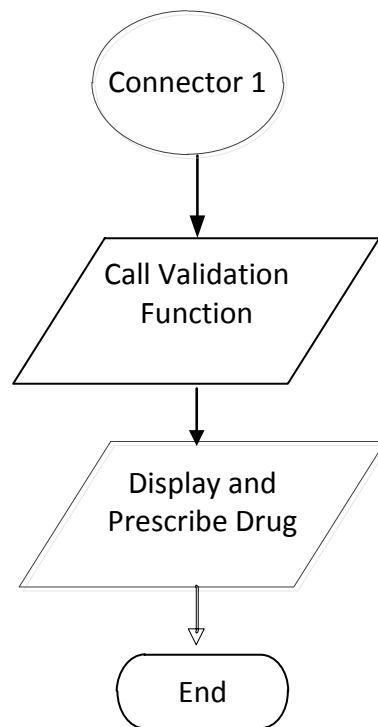 Connector 1
Call Validation
Function
Display and
Prescribe Drug
End